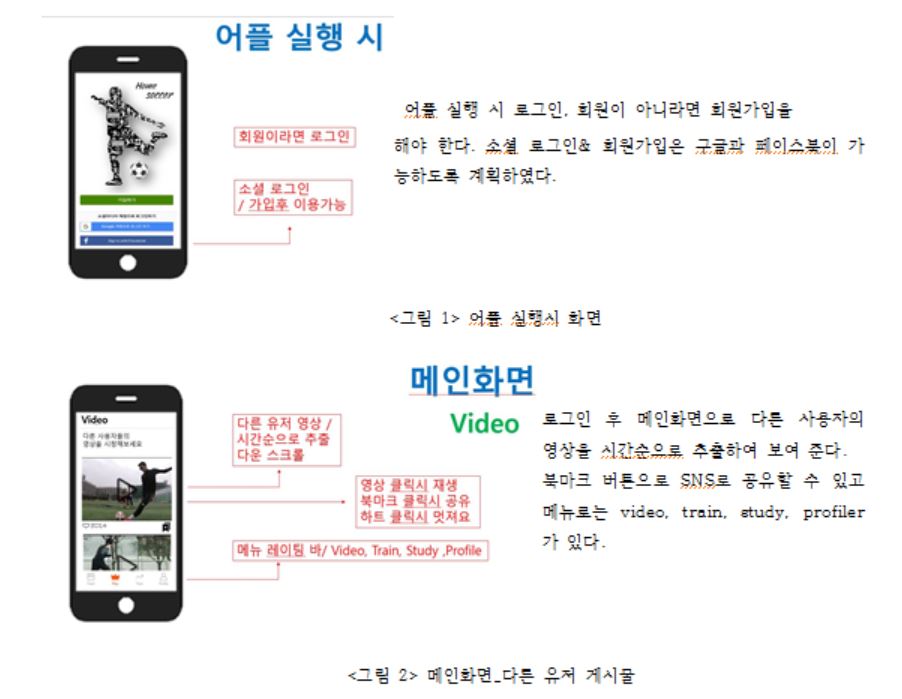 어플 실행 시
Home
soccer
회원이라면 로그인
소셜 로그인
/ 가입후 이용가능
어플 실행 시 로그인, 회원이 아니라면 회원가입을
해야 한다. 소셜 로그인& 회원가입은 구글과 페이스북이 가
능하도록 계획하였다.
<그림 1> 어플 실행시 화면
메인화면
Video
Video
다른 사용자들의
영상을 시청해보세요
다른 유저 영상 /
시간순으로 추출
다운 스크롤
영상 클릭시 재생
북마크 클릭시 공유
하트 클릭시 멋져요
메뉴 레이팅 바/ Video, Train, Study ,Profile
로그인 후 메인화면으로 다른 사용자의
영상을 시간순으로 추출하여 보여 준다.
북마크 버튼으로 SNS로 공유할 수 있고
메뉴로는 video, train, study, profiler
가 있다.
<그림 2> 메인화면_다른 유저 게시물